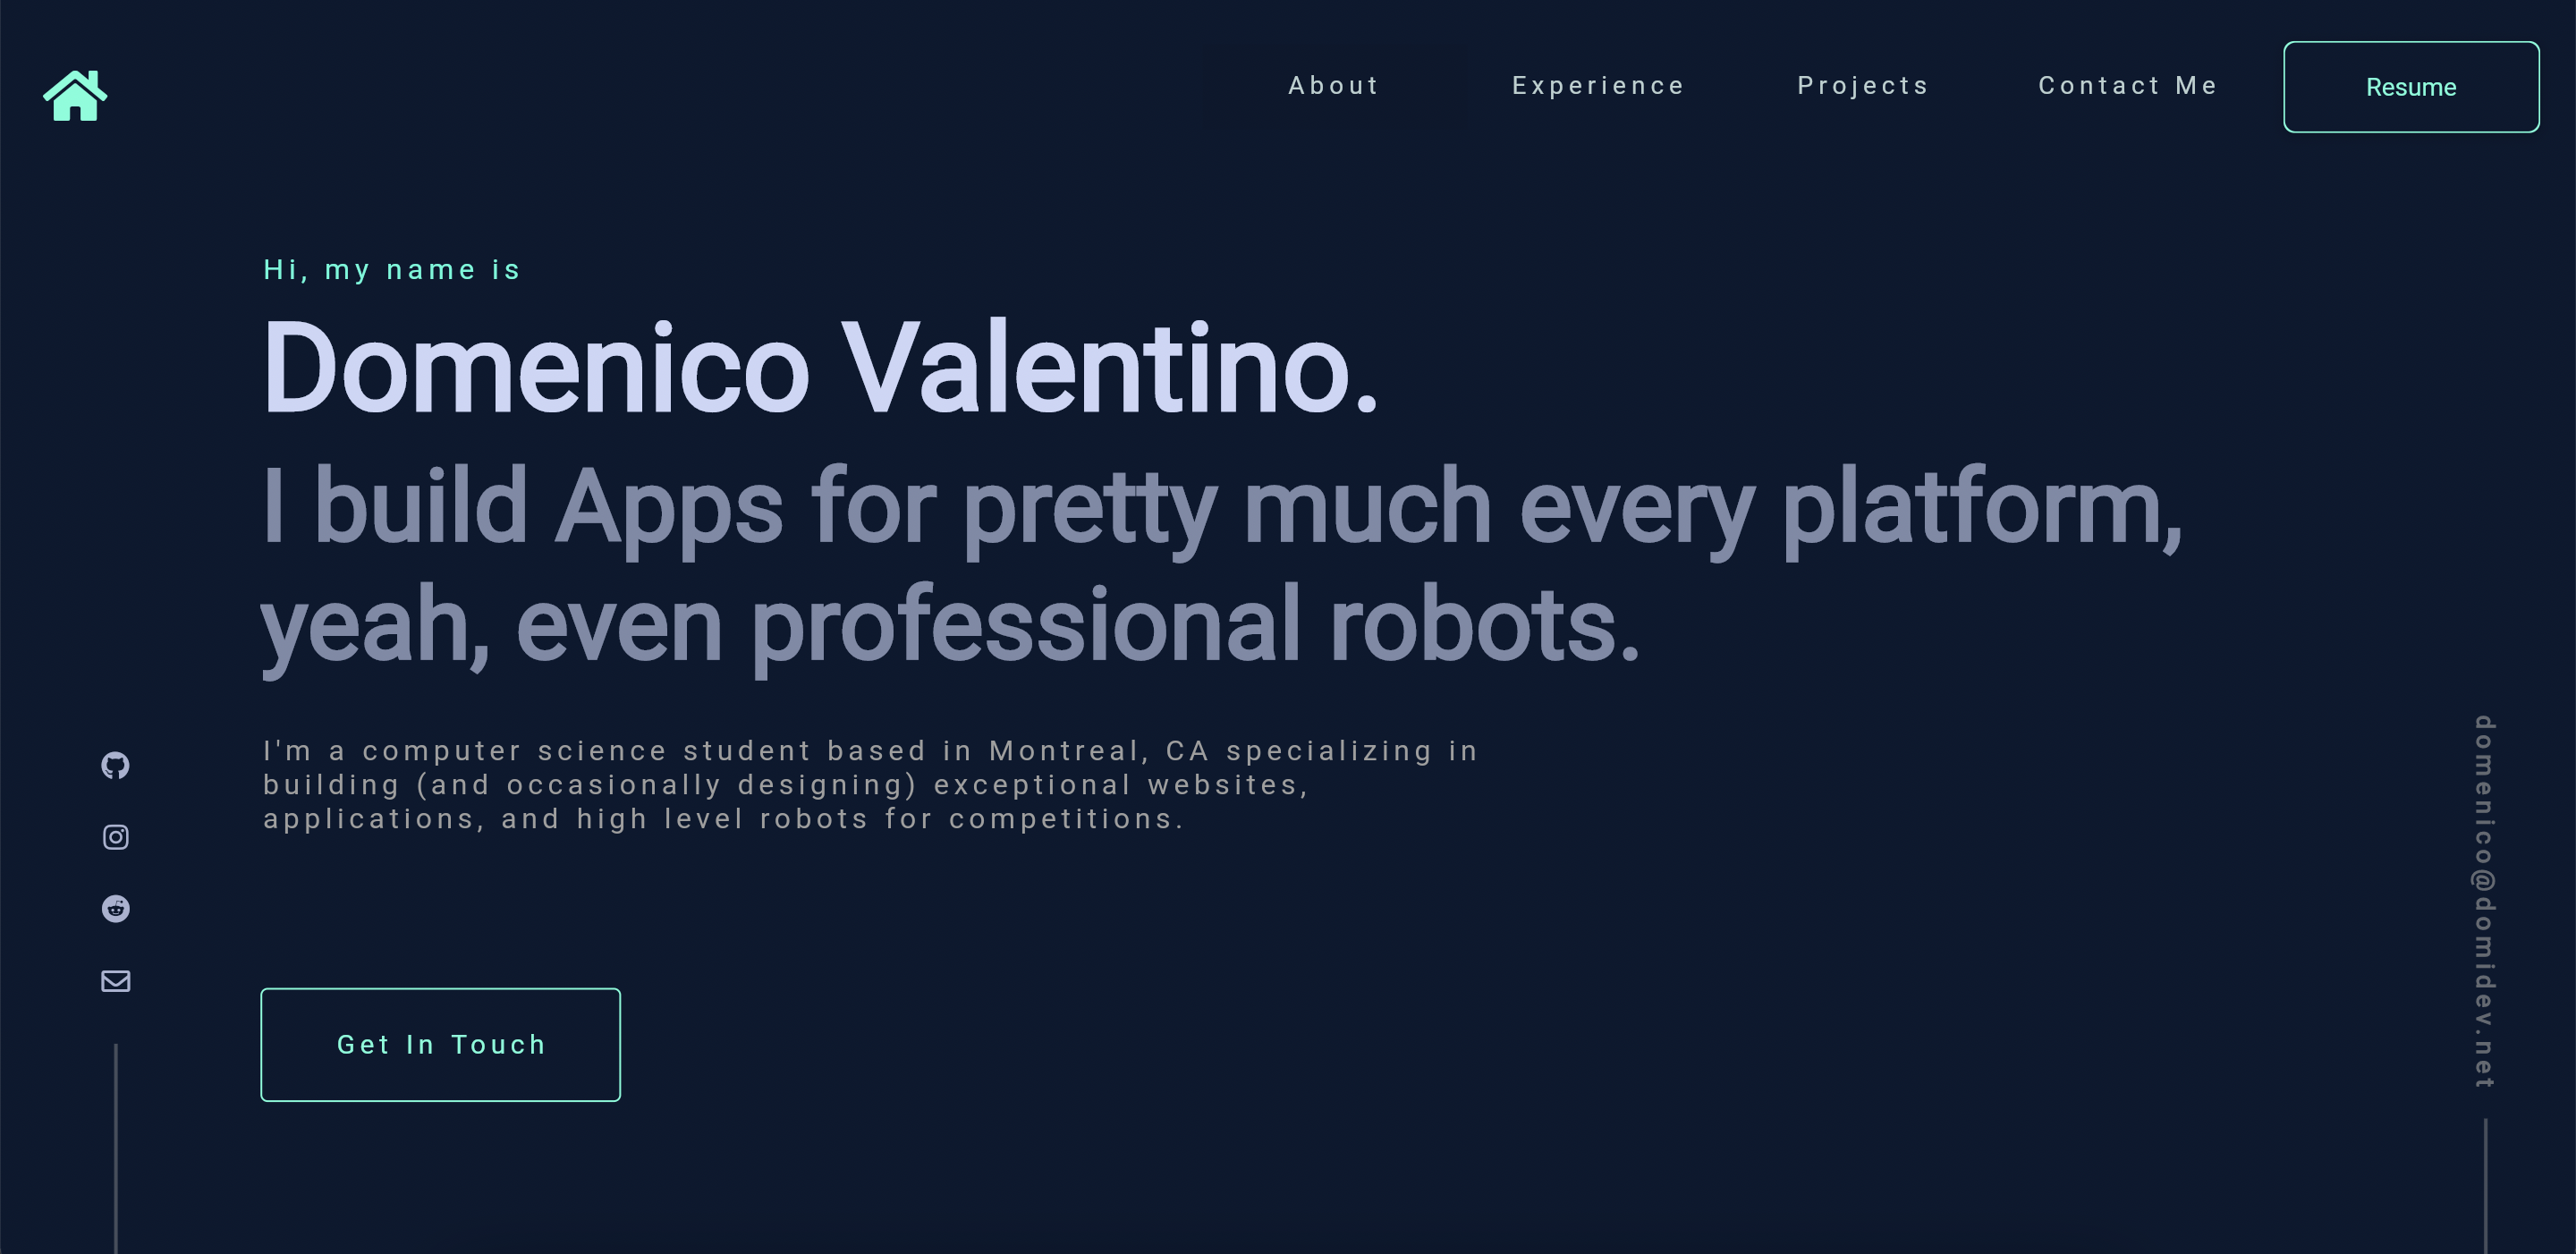 About
Experience
Projects
Contact Me
Resume
Hi, my name is
Domenico Valentino.
I build Apps for pretty much every platform,
yeah, even professional robots.
I'm a computer science student based in Montreal, CA specializing in
building (and occasionally designing) exceptional websites,
applications, and high level robots for competitions.
Get In Touch
domenico@domidev.net